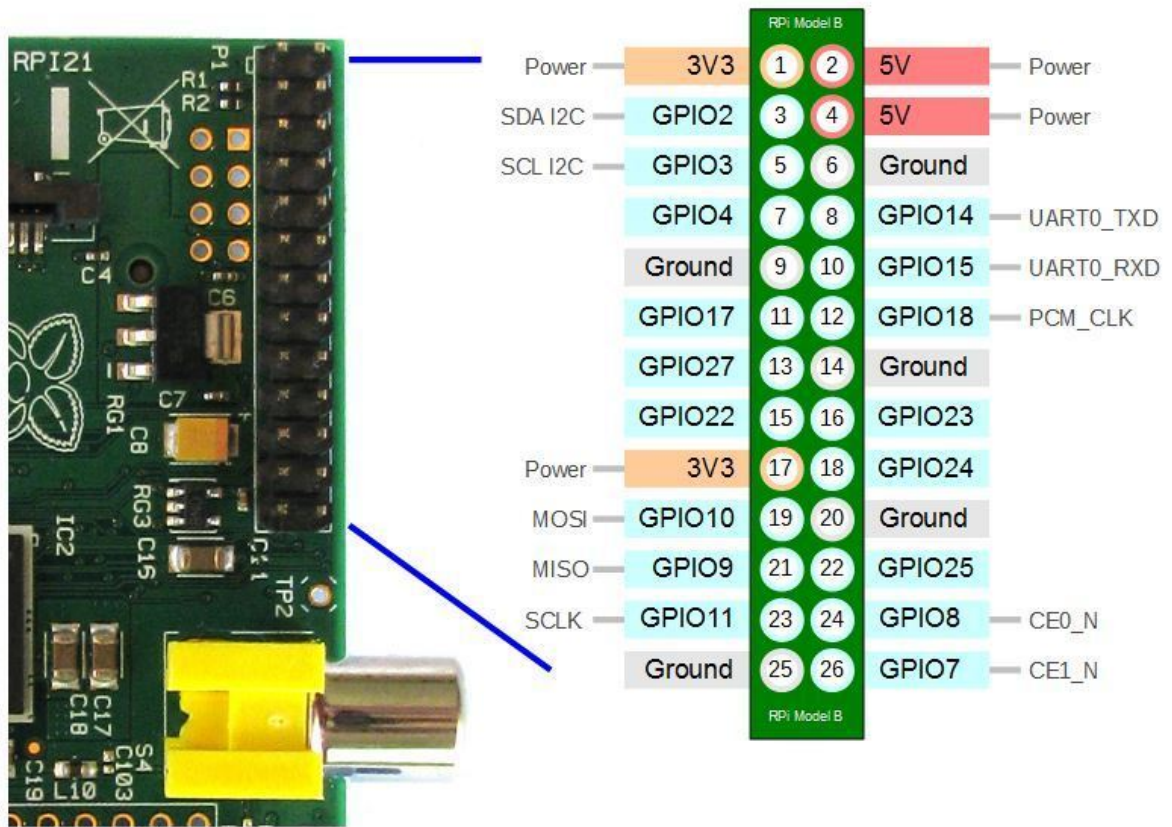 RPI21
P1
R1
R2
C4
C6
C7
RG1
C8
RG3
C15
IC2
TP2
C18
C17
C19
L10
C103
S4
RPi Model B
Power 3V3 1 2 5V Power
SDA I2C GPIO2 3 4 5V Power
SCL I2C GPIO3 5 6 Ground
GPIO4 7 8 GPIO14 UART0_TXD
Ground 9 10 GPIO15 UART0_RXD
GPIO17 11 12 GPIO18 PCM_CLK
GPIO27 13 14 Ground
GPIO22 15 16 GPIO23
Power 3V3 17 18 GPIO24
MOSI GPIO10 19 20 Ground
MISO GPIO9 21 22 GPIO25
SCLK GPIO11 23 24 GPIO8 CE0_N
Ground 25 26 GPIO7 CE1_N
RPi Model B